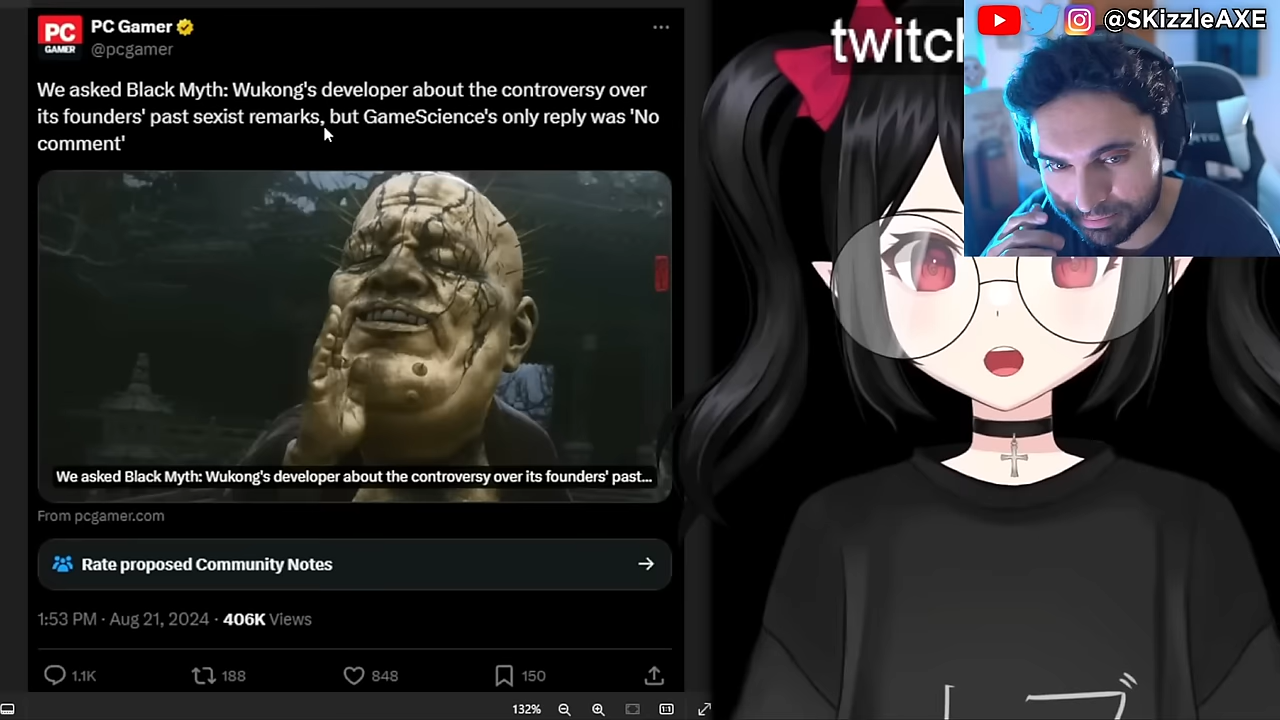 PC
GAMER
PC Gamer
@pcgamer
We asked Black Myth: Wukong's developer about the controversy over
its founders' past sexist remarks, but GameScience's only reply was 'No
comment'
We asked Black Myth: Wukong's developer about the controversy over its founders' past...
From pcgamer.com
Rate proposed Community Notes
1:53 PM · Aug 21, 2024 · 406K Views
1.1K 188 848 150
132% 1:1
twitch
@SKizzleAXE